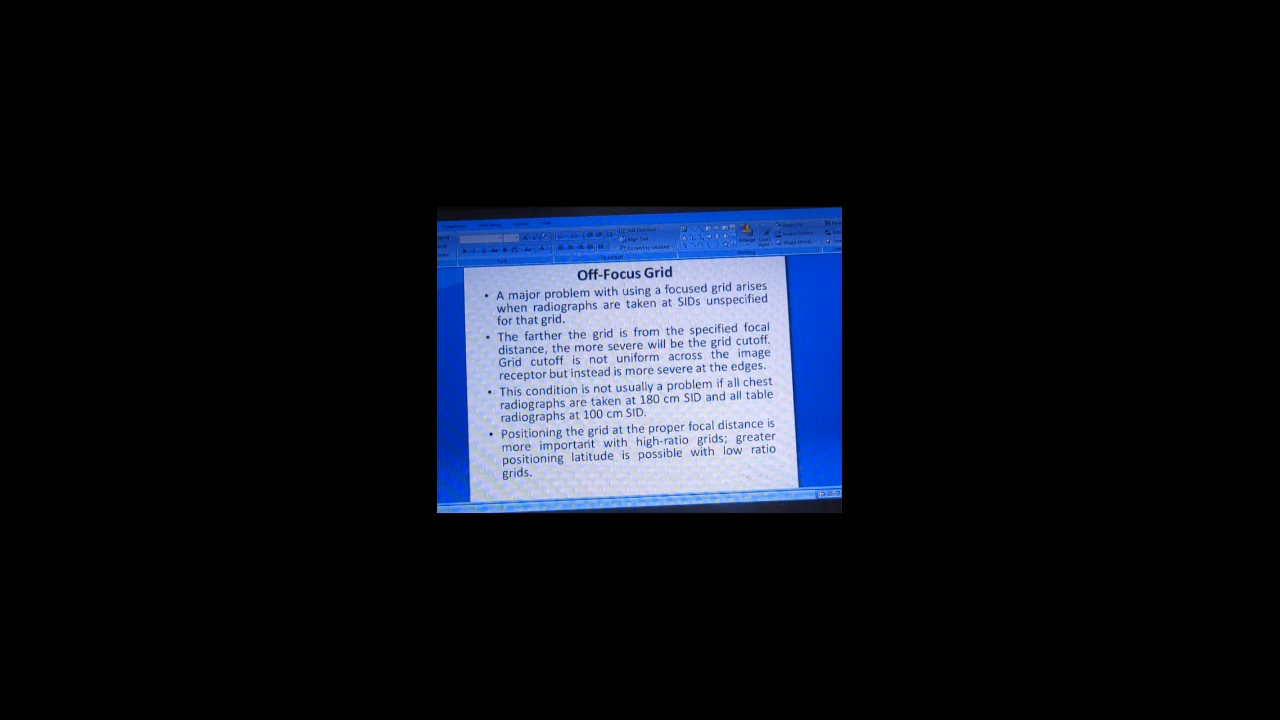 Off-Focus Grid
• A major problem with using a focused grid arises
when radiographs are taken at SIDs unspecified
for that grid.
• The farther the grid is from the specified focal
distance, the more severe will be the grid cutoff.
Grid cutoff is not uniform across the image
receptor but instead is more severe at the edges.
• This condition is not usually a problem if all chest
radiographs are taken at 180 cm SID and all table
radiographs at 100 cm SID.
• Positioning the grid at the proper focal distance is
more important with high-ratio grids; greater
positioning latitude is possible with low ratio
grids.